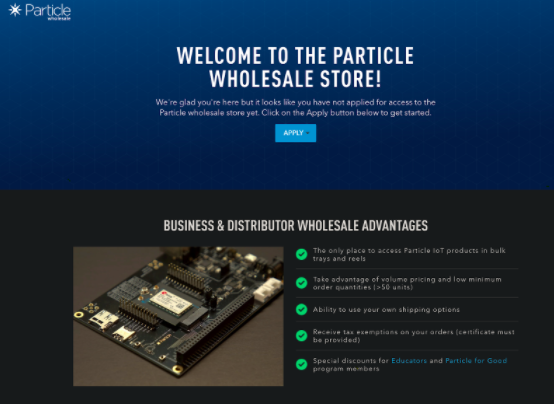 Particle
wholesale
WELCOME TO THE PARTICLE
WHOLESALE STORE!
We're glad you're here but it looks like you have not applied for access to the
Particle wholesale store yet. Click on the Apply button below to get started.
APPLY
BUSINESS & DISTRIBUTOR WHOLESALE ADVANTAGES
The only place to access Particle IoT products in bulk
trays and reels
Take advantage of volume pricing and low minimum
order quantities (>50 units)
Ability to use your own shipping options
Receive tax exemptions on your orders (certificate must
be provided)
Special discounts for Educators and Particle for Good
program members